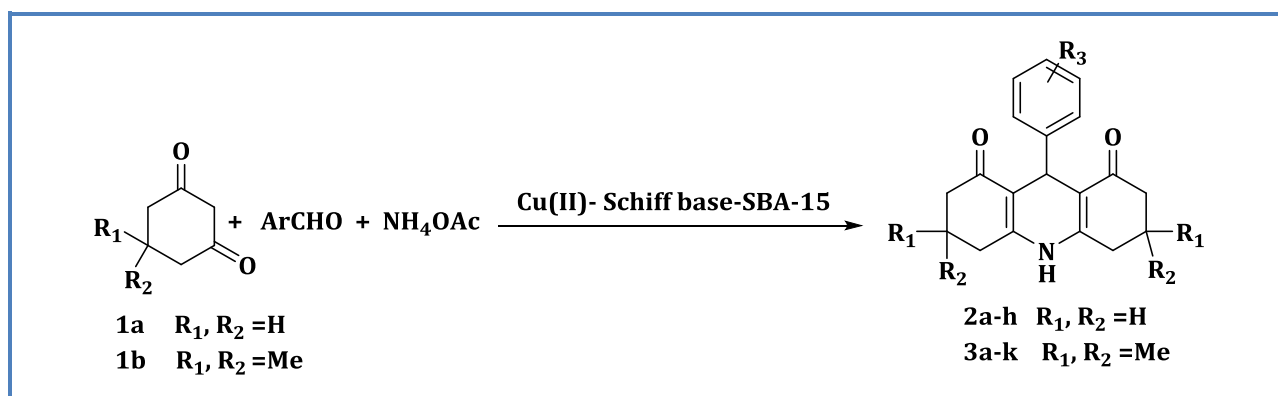 O
R₁
R₂
O
+ ArCHO + NH₄OAc
Cu(II)- Schiff base-SBA-15
R₃
O
O
R₁
R₂
N
H
R₁
R₂
1a R₁, R₂ =H
1b R₁, R₂ =Me
2a-h R₁, R₂ =H
3a-k R₁, R₂ =Me